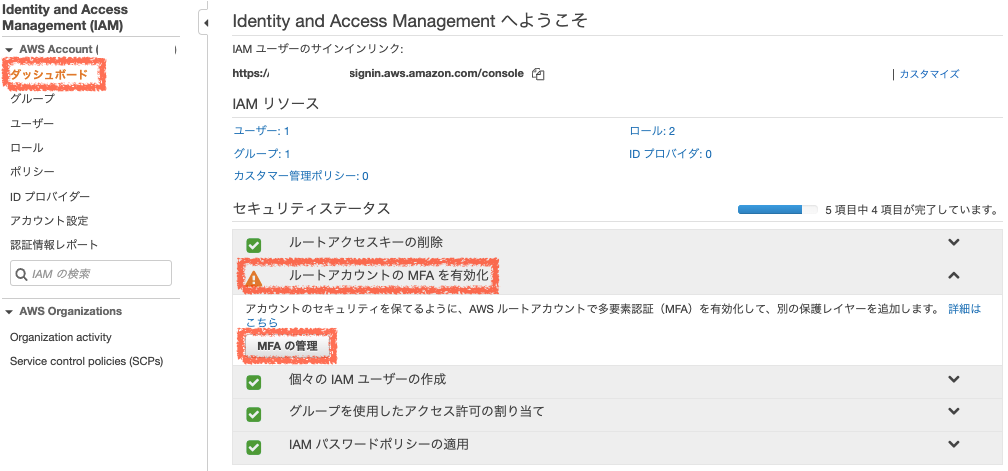 Identity and Access
Management (IAM)
AWS Account (                    )
ダッシュボード
グループ
ユーザー
ロール
ポリシー
ID プロバイダー
アカウント設定
認証情報レポート
IAM の検索
AWS Organizations
Organization activity
Service control policies (SCPs)
Identity and Access Management へようこそ
IAM ユーザーのサインインリンク:
https://                    signin.aws.amazon.com/console
| カスタマイズ
IAM リソース
ユーザー: 1
ロール: 2
グループ: 1
ID プロバイダ: 0
カスタマー管理ポリシー: 0
セキュリティステータス
5 項目中 4 項目が完了しています。
ルートアクセスキーの削除
ルートアカウントの MFA を有効化
アカウントのセキュリティを保てるように、AWS ルートアカウントで多要素認証（MFA）を有効化して、別の保護レイヤーを追加します。 詳細は
こちら
MFA の管理
個々の IAM ユーザーの作成
グループを使用したアクセス許可の割り当て
IAM パスワードポリシーの適用